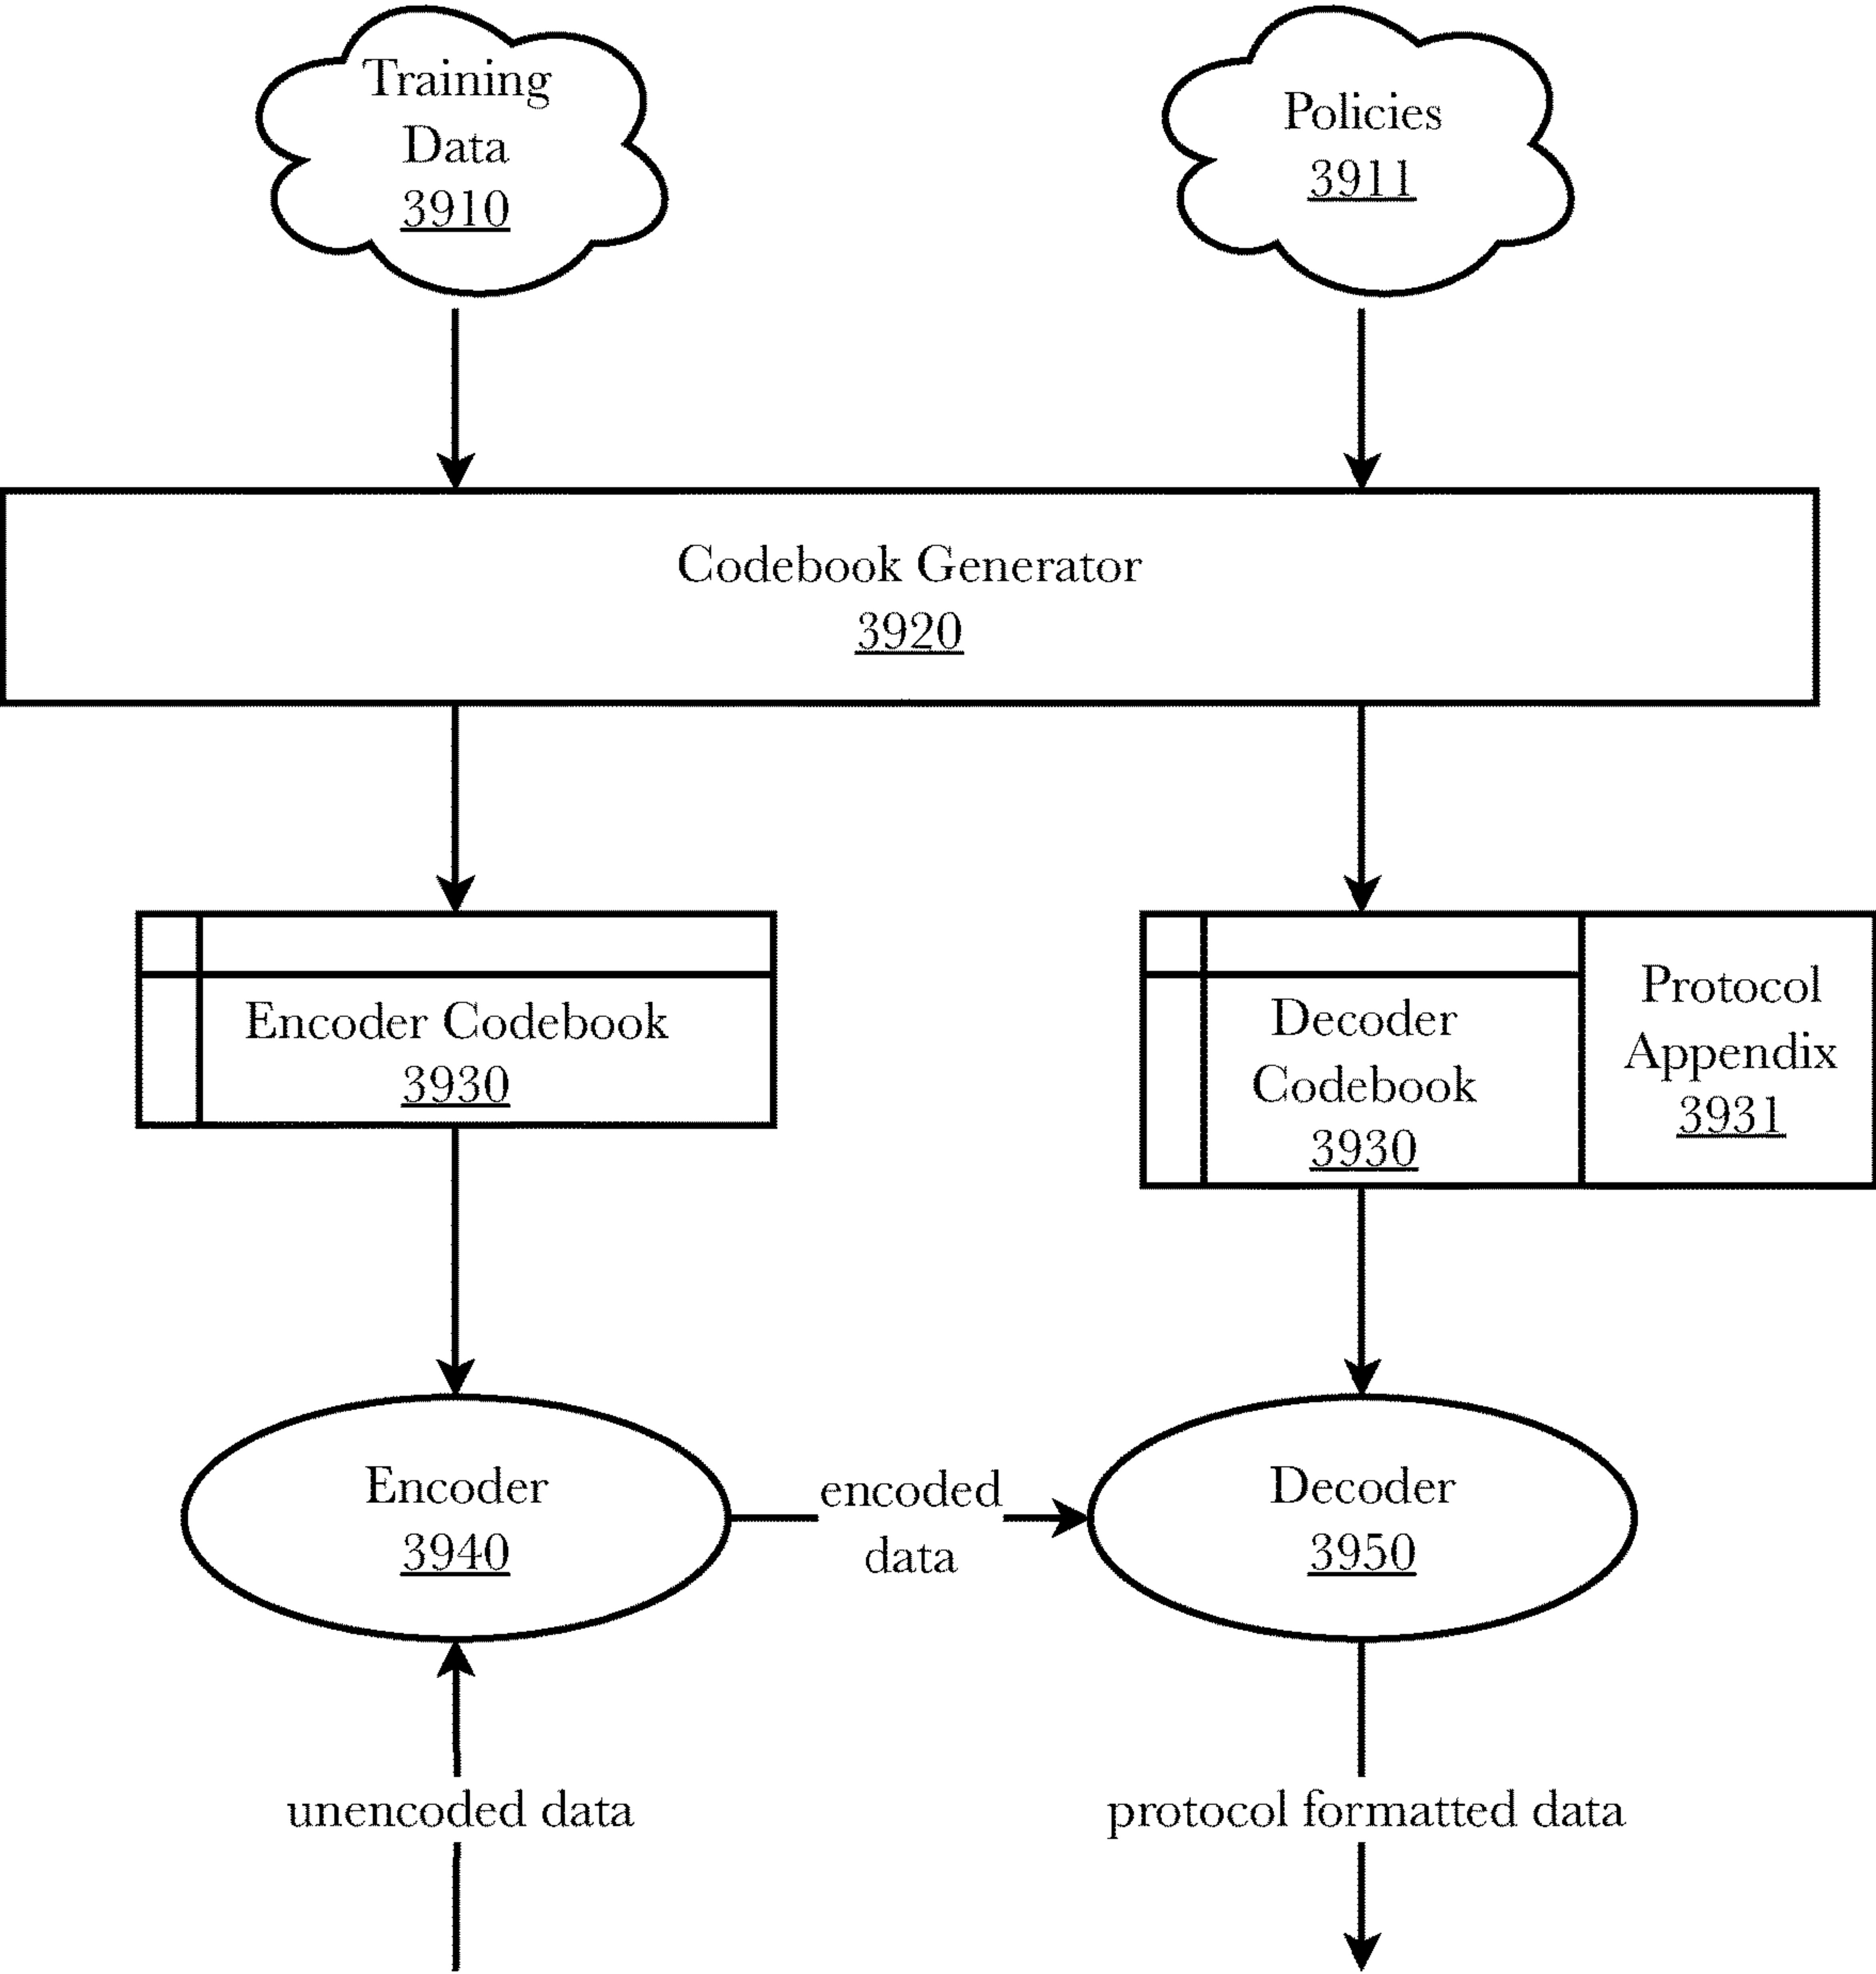 Training
Data
3910
Policies
3911
Codebook Generator
3920
Encoder Codebook
3930
Decoder
Codebook
3930
Protocol
Appendix
3931
Encoder
3940
encoded
data
Decoder
3950
unencoded data
protocol formatted data